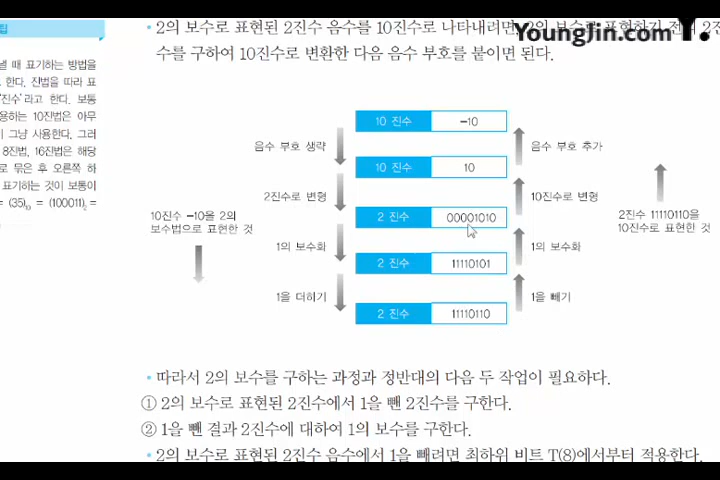 팁
· 2의 보수로 표현된 2진수 음수를 10진수로 나타내려면 2의 보수로 표현하기 전의 2진
수를 구하여 10진수로 변환한 다음 음수 부호를 붙이면 된다.
YoungJin.com Y.
낼 때 표기하는 방법을
한다. 진법을 따라 표
진수'라고 한다. 보통
용하는 10진법은 아무
이 그냥 사용한다. 그러
8진법, 16진법은 해당
로 묶은 후 오른쪽 하
표기하는 것이 보통이
= (35)₁₀ = (100011)₂ =
10 진수 -10
음수 부호 생략
음수 부호 추가
10 진수 10
2진수로 변형
10진수로 변형
2 진수 00001010
10진수 -10을 2의
보수법으로 표현한 것
2진수 11110110을
10진수로 표현한 것
1의 보수화
1의 보수화
2 진수 11110101
1을 더하기
1을 빼기
2 진수 11110110
· 따라서 2의 보수를 구하는 과정과 정반대의 다음 두 작업이 필요하다.
① 2의 보수로 표현된 2진수에서 1을 뺀 2진수를 구한다.
② 1을 뺀 결과 2진수에 대하여 1의 보수를 구한다.
· 2의 보수로 표현된 2진수 음수에서 1을 빼려면 최하위 비트 T(8)에서부터 적용한다.